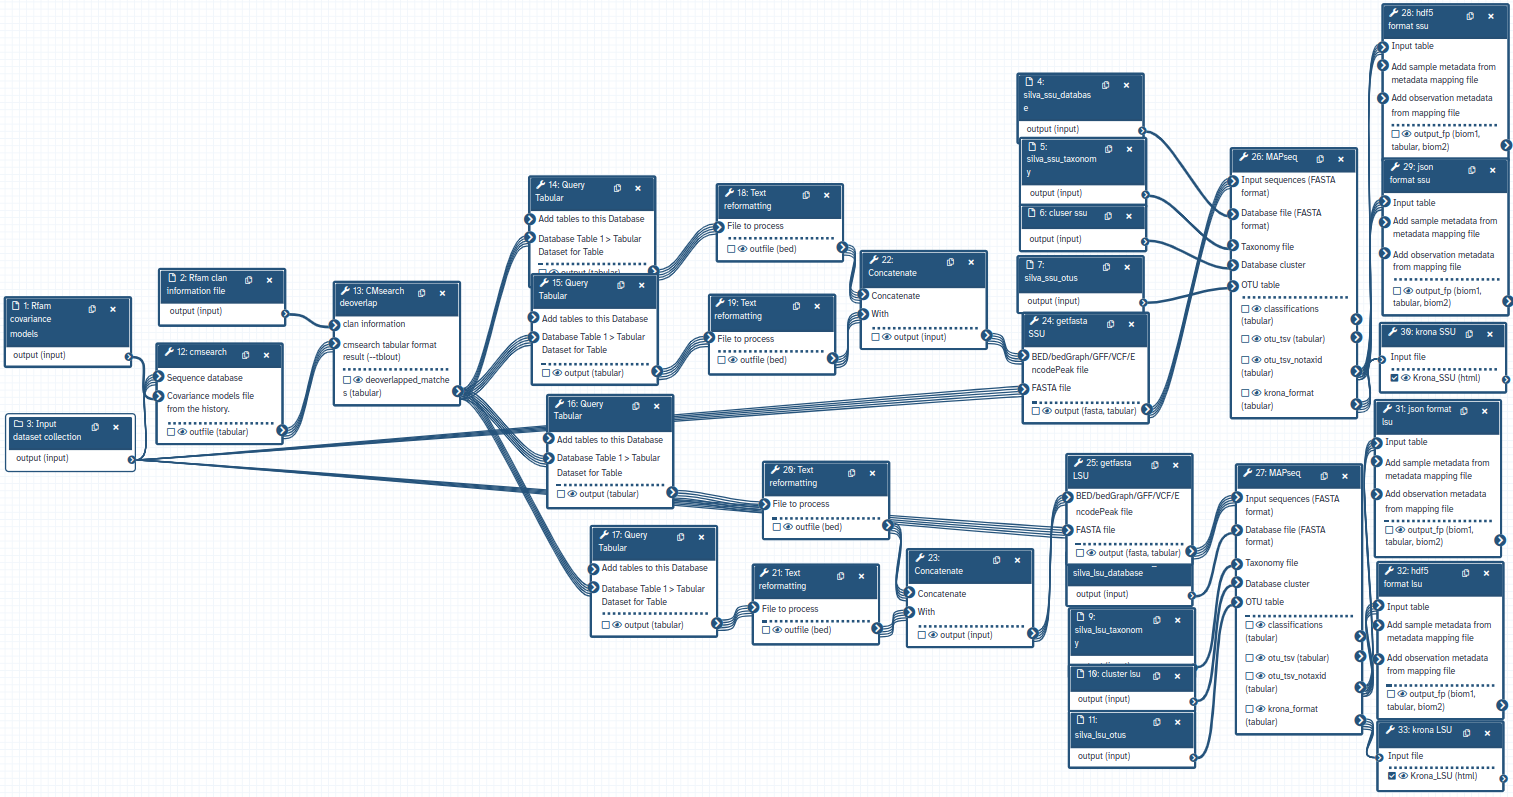 1: Rfam
covariance
models
output (input)
2: Rfam clan
information file
output (input)
3: Input
dataset collection
output (input)
12: cmsearch
Sequence database
Covariance models file
from the history.
outfile (tabular)
13: CMsearch
deoverlap
clan information
cmsearch tabular format
result (--tblout)
deoverlapped_matche
s (tabular)
14: Query
Tabular
Add tables to this Database
Database Table 1 > Tabular
Dataset for Table
output (tabular)
15: Query
Tabular
Add tables to this Database
Database Table 1 > Tabular
Dataset for Table
output (tabular)
16: Query
Tabular
Add tables to this Database
Database Table 1 > Tabular
Dataset for Table
output (tabular)
17: Query
Tabular
Add tables to this Database
Database Table 1 > Tabular
Dataset for Table
output (tabular)
18: Text
reformatting
File to process
outfile (bed)
19: Text
reformatting
File to process
outfile (bed)
20: Text
reformatting
File to process
outfile (bed)
21: Text
reformatting
File to process
outfile (bed)
22:
Concatenate
Concatenate
With
output (input)
23:
Concatenate
Concatenate
With
output (input)
4:
silva_ssu_databas
e
output (input)
5:
silva_ssu_taxonom
y
output (input)
6: cluser ssu
output (input)
7:
silva_ssu_otus
output (input)
24: getfasta
SSU
BED/bedGraph/GFF/VCF/E
ncodePeak file
FASTA file
output (fasta, tabular)
25: getfasta
LSU
BED/bedGraph/GFF/VCF/E
ncodePeak file
FASTA file
output (fasta, tabular)
silva_lsu_database
output (input)
9:
silva_lsu_taxonom
y
10: cluster lsu
output (input)
11:
silva_lsu_otus
output (input)
26: MAPseq
Input sequences (FASTA
format)
Database file (FASTA
format)
Taxonomy file
Database cluster
OTU table
classifications
(tabular)
otu_tsv (tabular)
otu_tsv_notaxid
(tabular)
krona_format
(tabular)
27: MAPseq
Input sequences (FASTA
format)
Database file (FASTA
format)
Taxonomy file
Database cluster
OTU table
classifications
(tabular)
otu_tsv (tabular)
otu_tsv_notaxid
(tabular)
krona_format
(tabular)
28: hdf5
format ssu
Input table
Add sample metadata from
metadata mapping file
Add observation metadata
from mapping file
output_fp (biom1,
tabular, biom2)
29: json
format ssu
Input table
Add sample metadata from
metadata mapping file
Add observation metadata
from mapping file
output_fp (biom1,
tabular, biom2)
30: krona SSU
Input file
Krona_SSU (html)
31: json format
lsu
Input table
Add sample metadata from
metadata mapping file
Add observation metadata
from mapping file
output_fp (biom1,
tabular, biom2)
32: hdf5
format lsu
Input table
Add sample metadata from
metadata mapping file
Add observation metadata
from mapping file
output_fp (biom1,
tabular, biom2)
33: krona LSU
Input file
Krona_LSU (html)